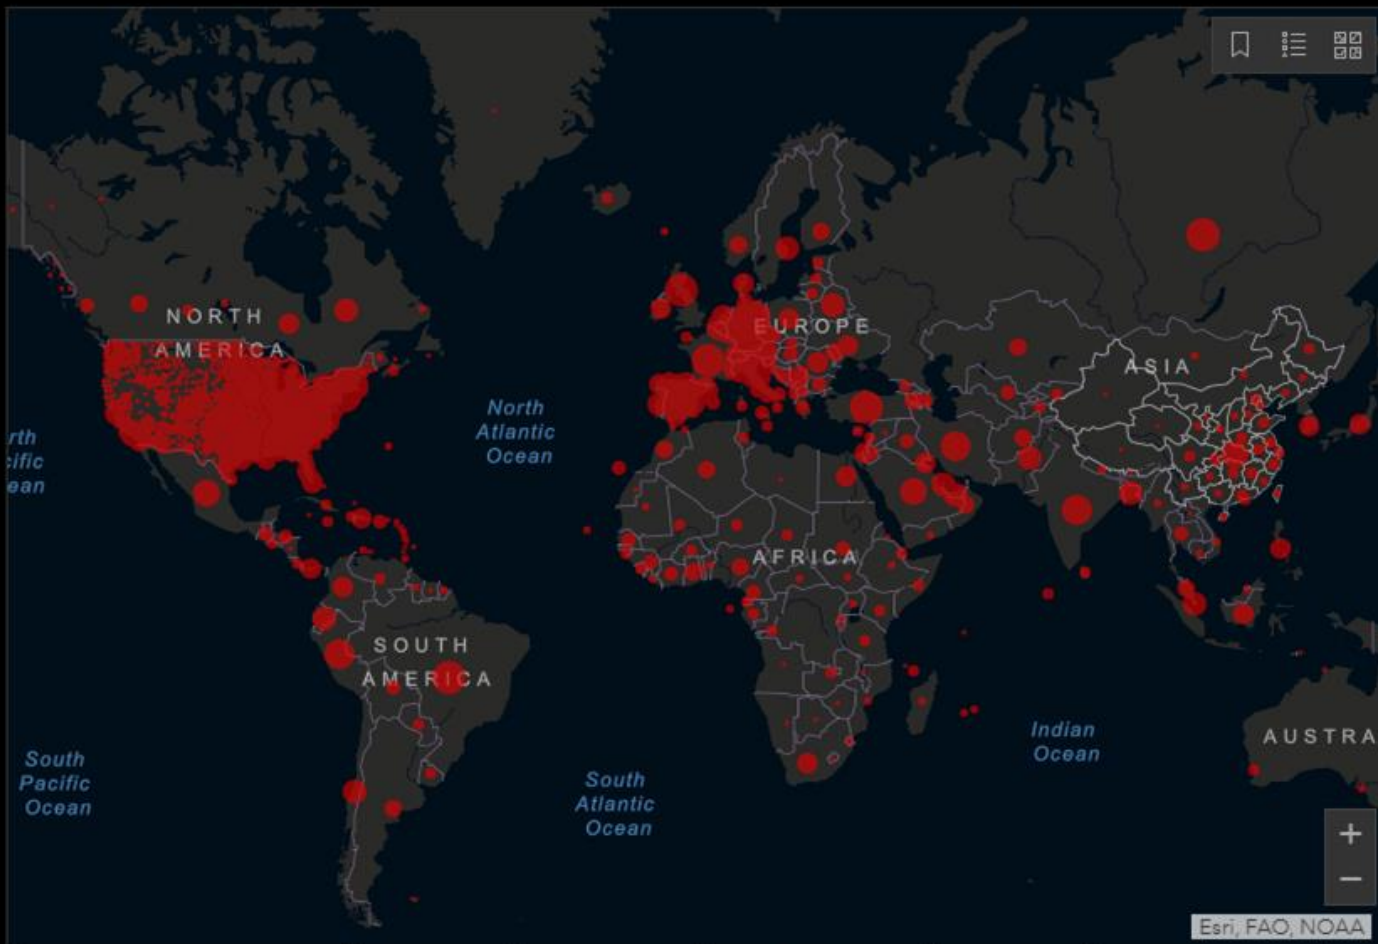 NORTH
AMERICA
EUROPE
ASIA
North
Atlantic
Ocean
rth
cific
ean
AFRICA
SOUTH
AMERICA
Indian
Ocean
AUSTRA
South
Pacific
Ocean
South
Atlantic
Ocean
+
−
Esri, FAO, NOAA